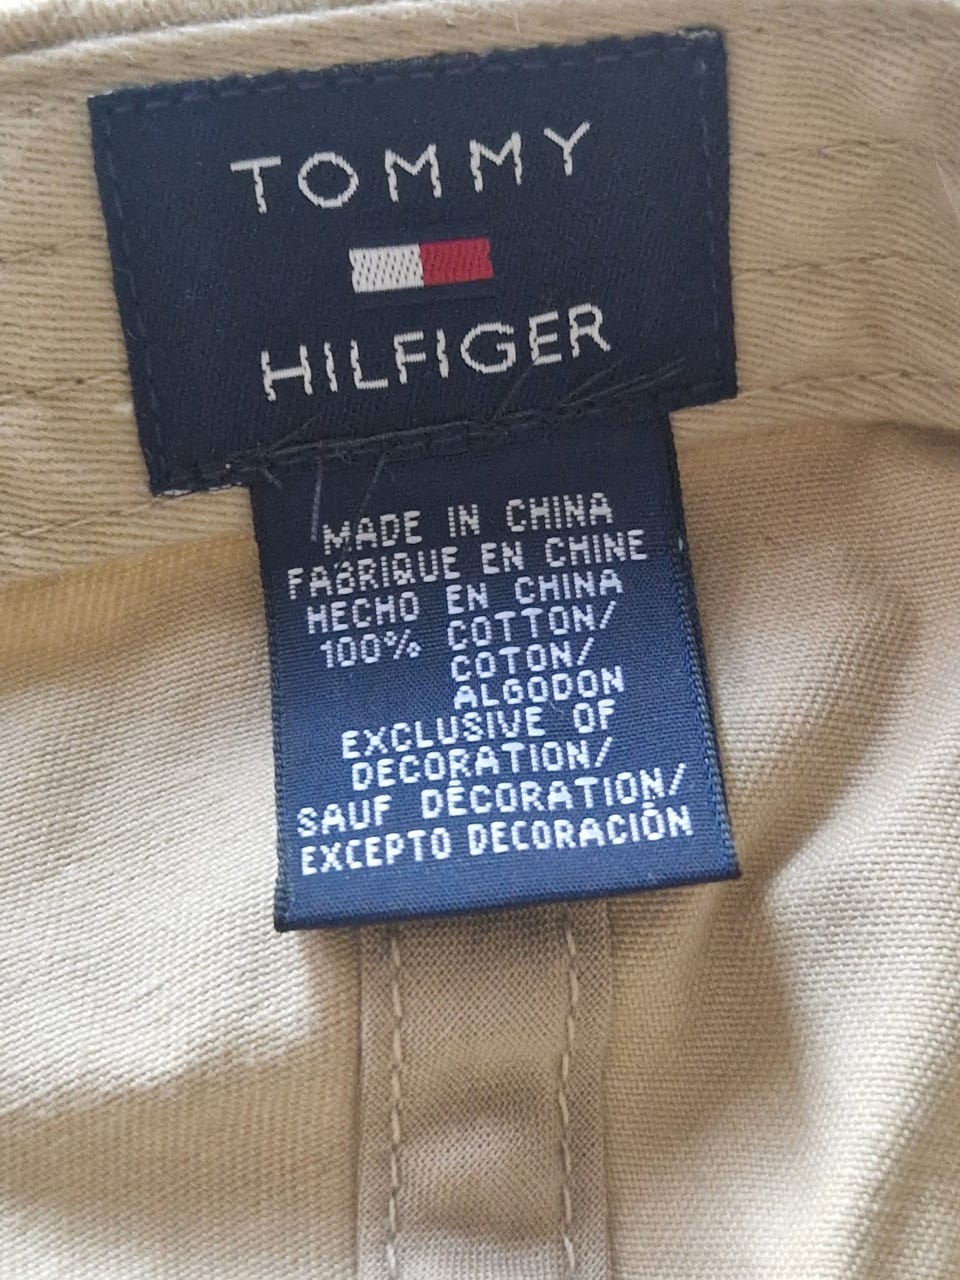 TOMMY
HILFIGER
MADE IN CHINA
FABRIQUE EN CHINE
HECHO EN CHINA
100% COTTON/
COTON/
ALGODON
EXCLUSIVE OF
DECORATION/
SAUF DÉCORATION/
EXCEPTO DECORACIÓN